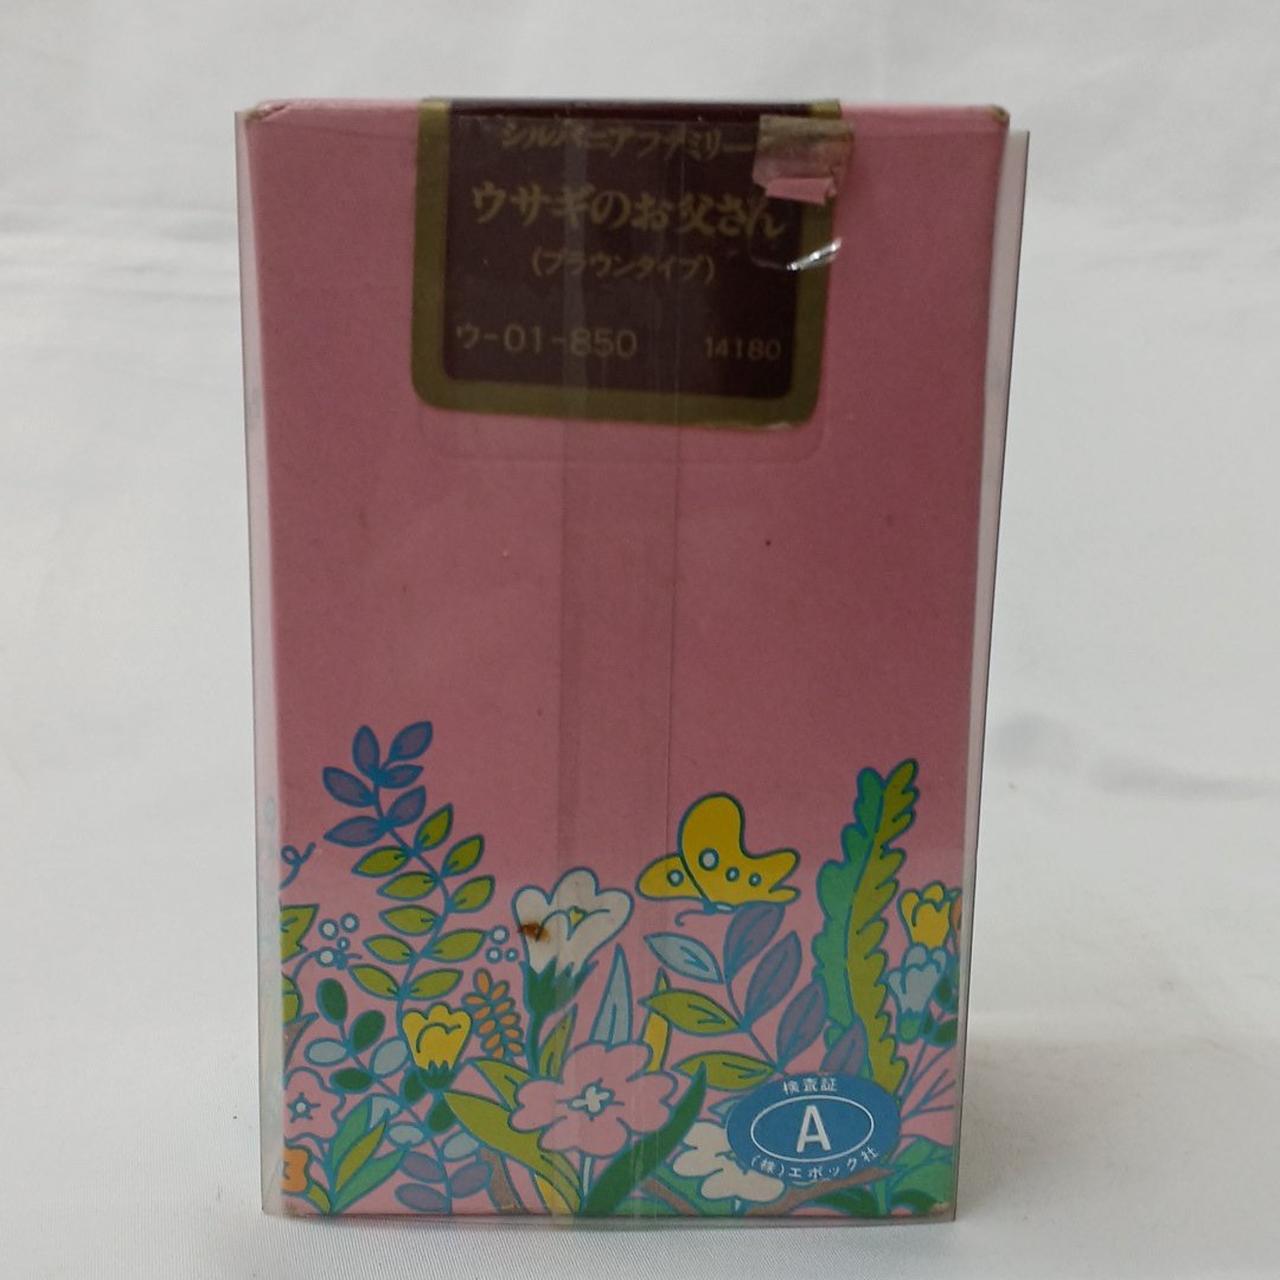 シルバニアファミリー
ウサギのお父さん
(ブラウンタイプ)
ウ-01-850 14180
検査証
A
(株)エポック社